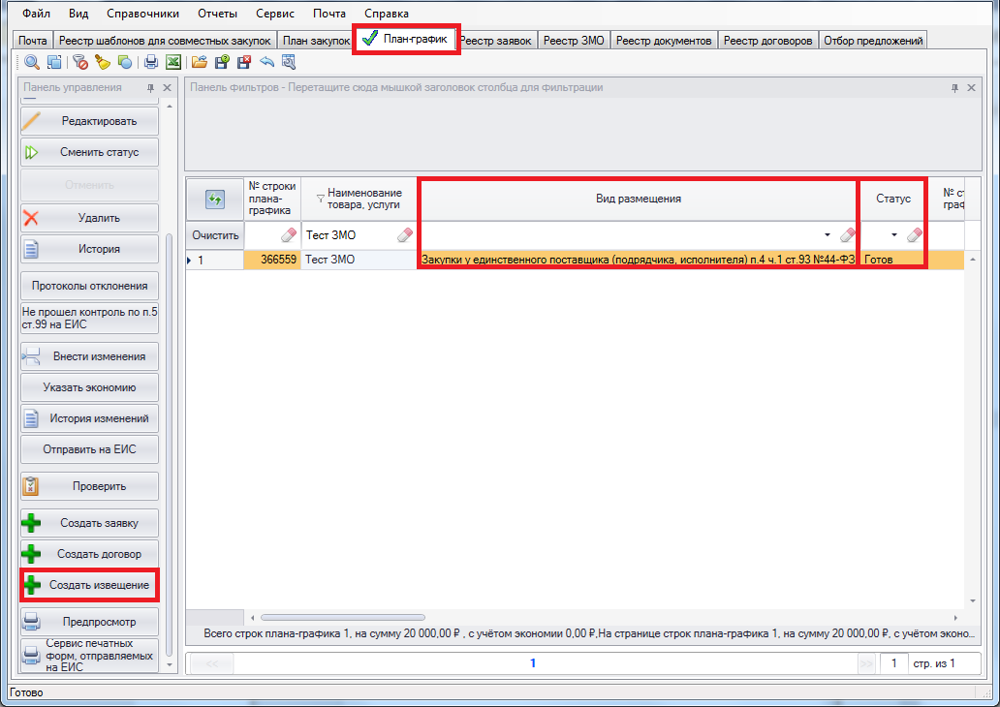 Файл Вид Справочники Отчеты Сервис Почта Справка
Почта Реестр шаблонов для совместных закупок План закупок План-график Реестр заявок Реестр ЗМО Реестр документов Реестр договоров Отбор предложений
Панель управления
Редактировать
Сменить статус
Отменить
Удалить
История
Протоколы отклонения
Не прошел контроль по п.5
ст.99 на ЕИС
Внести изменения
Указать экономию
История изменений
Отправить на ЕИС
Проверить
Создать заявку
Создать договор
Создать извещение
Предпросмотр
Сервис печатных
форм, отправляемых
на ЕИС
Панель Фильтров - Перетащите сюда мышкой заголовок столбца для фильтрации
№ строки
плана-
графика
Наименование
товара, услуги
Вид размещения
Статус
№ ст
граф
Очистить Тест ЗМО
1 366559 Тест ЗМО Закупки у единственного поставщика (подрядчика, исполнителя) п.4 ч.1 ст.93 №44-ФЗ Готов
Всего строк плана-графика 1, на сумму 20 000,00 ₽ , с учётом экономии 0,00 ₽,На странице строк плана-графика 1, на сумму 20 000,00 ₽, с учётом эконо...
<< 1 >> 1 стр. из 1
Готово